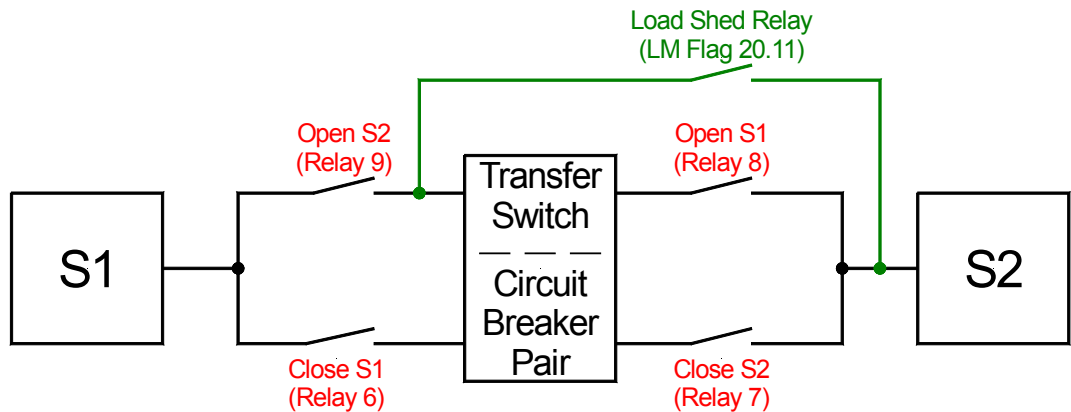 Load Shed Relay
(LM Flag 20.11)
Open S2
(Relay 9)
Open S1
(Relay 8)
S1
Transfer
Switch
Circuit
Breaker
Pair
S2
Close S1
(Relay 6)
Close S2
(Relay 7)